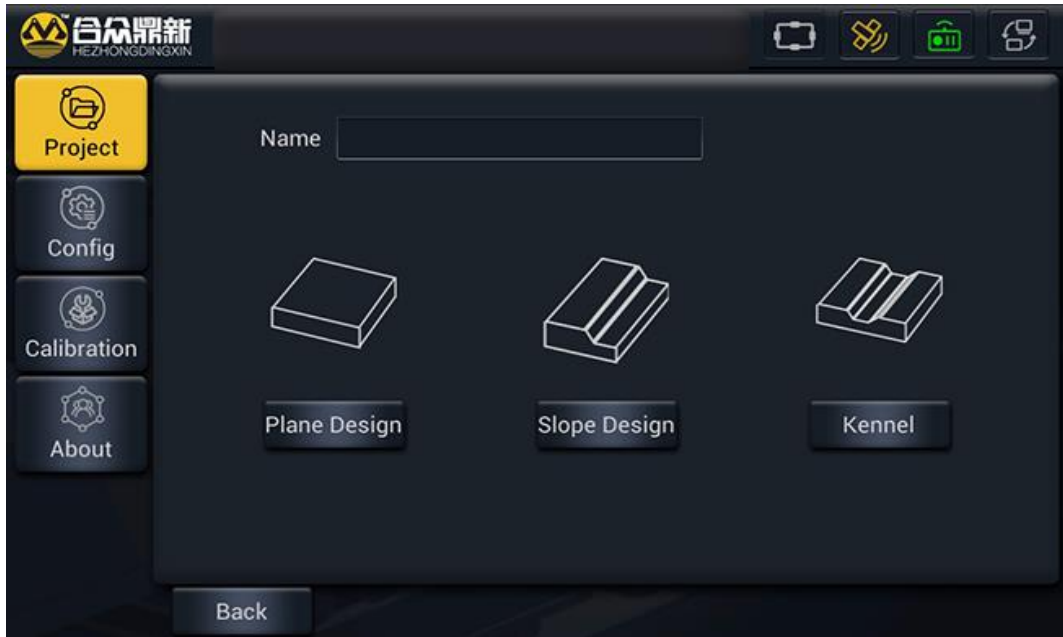 合众鼎新
HEZHONGDINGXIN
Project
Config
Calibration
About
Name
Plane Design
Slope Design
Kennel
Back